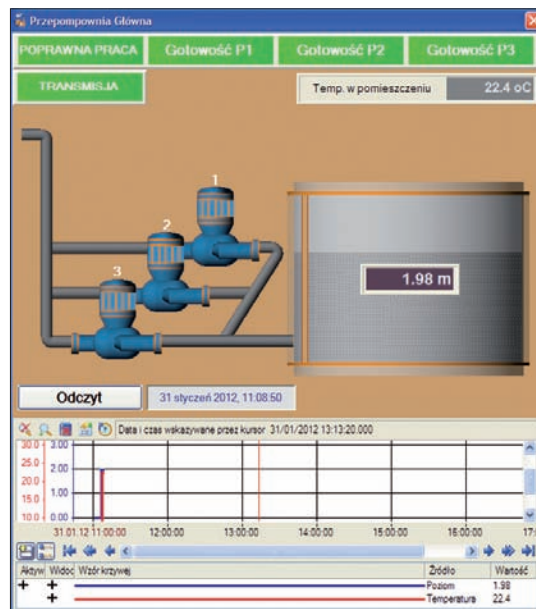 Przepompownia Główna
POPRAWNA PRACA Gotowość P1 Gotowość P2 Gotowość P3
TRANSMISJA Temp. w pomieszczeniu 22.4 oC
1
2
3
1.98 m
Odczyt 31 styczeń 2012, 11:08:50
Data i czas wskazywane przez kursor 31/01/2012 13:13:20.000
30.0 3.00
25.0 2.00
20.0
15.0 1.00
10.0 0.00
31.01.12 11:00:00 12:00:00 13:00:00 14:00:00 15:00:00 16:00:00 17:
Aktyw Widoc Wzór krzywej Źródło Wartość
Poziom 1.98
Temperatura 22.4